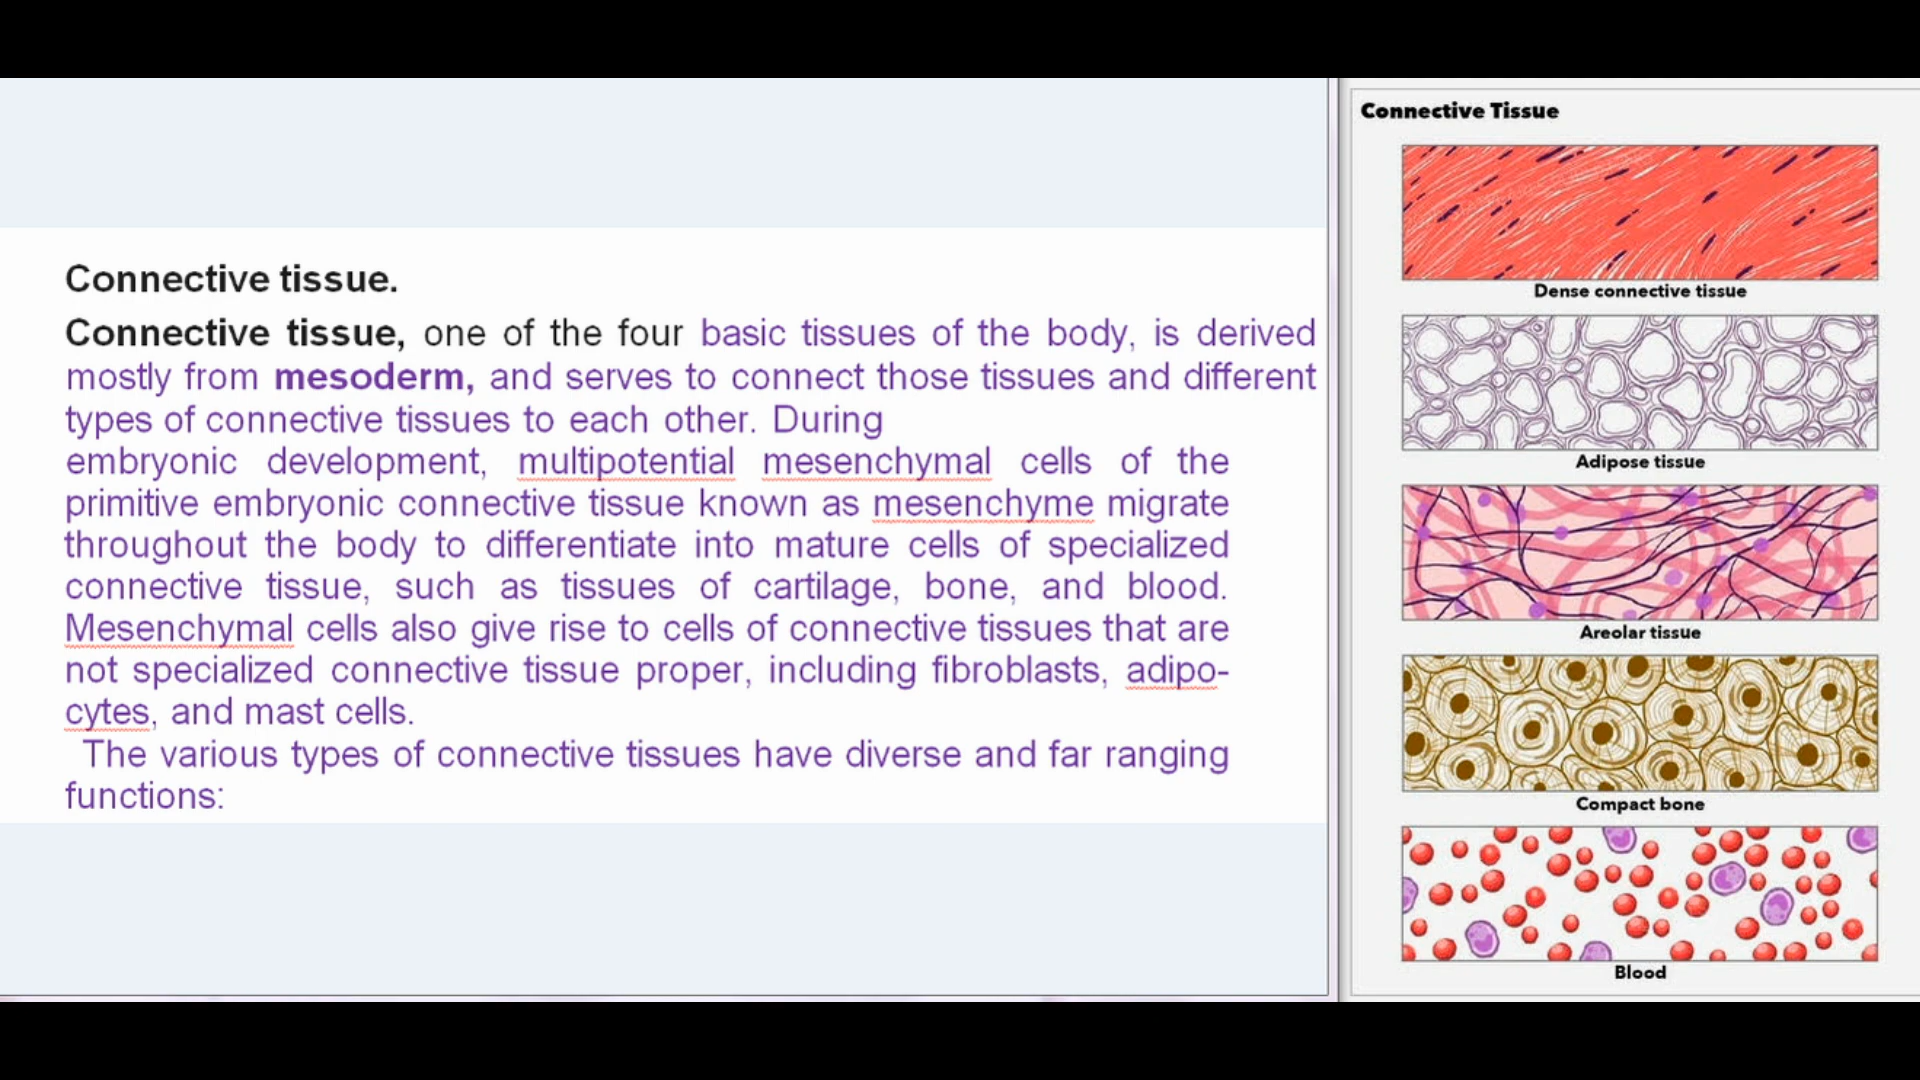 Connective tissue.
Connective tissue, one of the four basic tissues of the body, is derived
mostly from mesoderm, and serves to connect those tissues and different
types of connective tissues to each other. During
embryonic development, multipotential mesenchymal cells of the
primitive embryonic connective tissue known as mesenchyme migrate
throughout the body to differentiate into mature cells of specialized
connective tissue, such as tissues of cartilage, bone, and blood.
Mesenchymal cells also give rise to cells of connective tissues that are
not specialized connective tissue proper, including fibroblasts, adipo-
cytes, and mast cells.
The various types of connective tissues have diverse and far ranging
functions:
Connective Tissue
Dense connective tissue
Adipose tissue
Areolar tissue
Compact bone
Blood